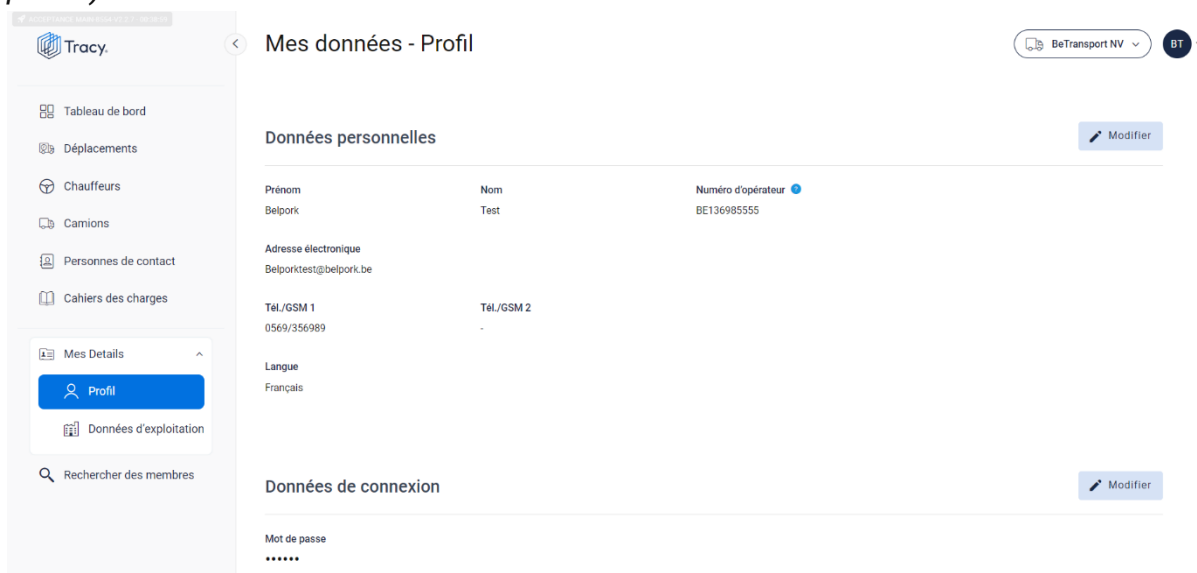 Tracy.
Mes données - Profil
BeTransport NV
BT
Tableau de bord
Déplacements
Chauffeurs
Camions
Personnes de contact
Cahiers des charges
Mes Details
Profil
Données d'exploitation
Rechercher des membres
Données personnelles
Modifier
Prénom Nom Numéro d'opérateur ?
Belpork Test BE136985555
Adresse électronique
Belporktest@belpork.be
Tél./GSM 1 Tél./GSM 2
0569/356989 -
Langue
Français
Données de connexion
Modifier
Mot de passe
••••••